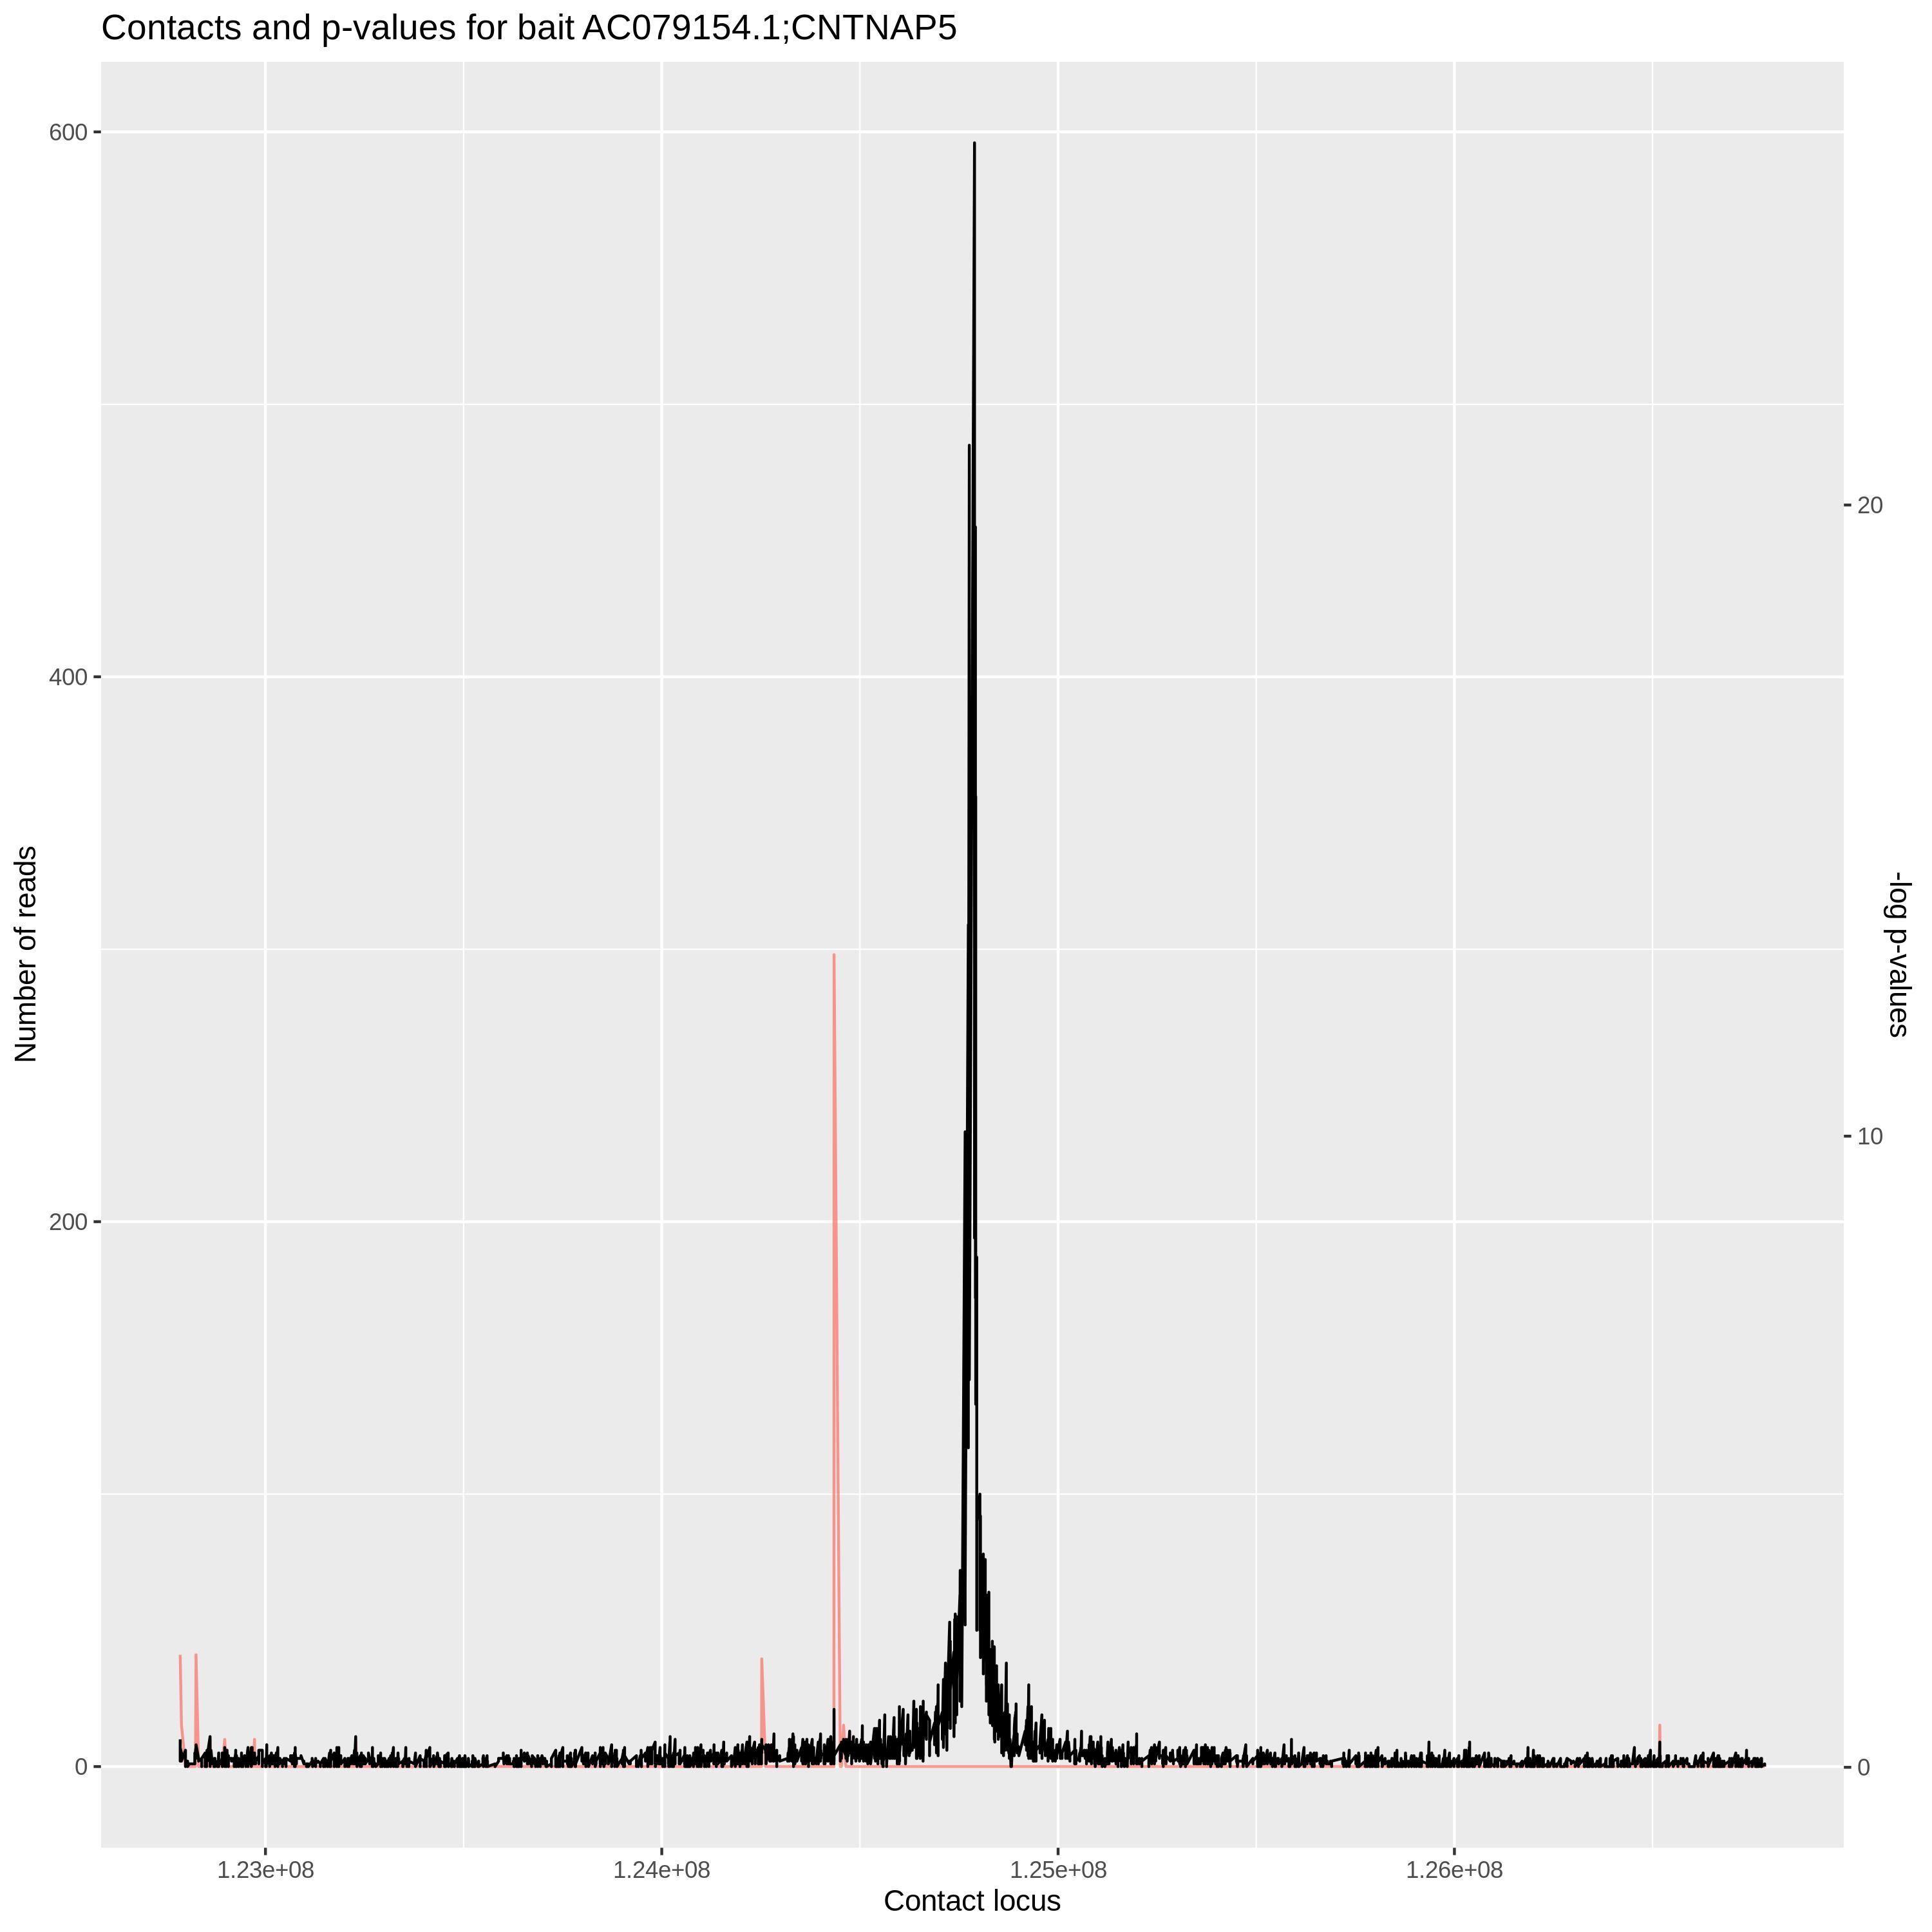 Contacts and p-values for bait AC079154.1;CNTNAP5
600
400
200
0
Number of reads
20
10
0
-log p-values
1.23e+08
1.24e+08
1.25e+08
1.26e+08
Contact locus